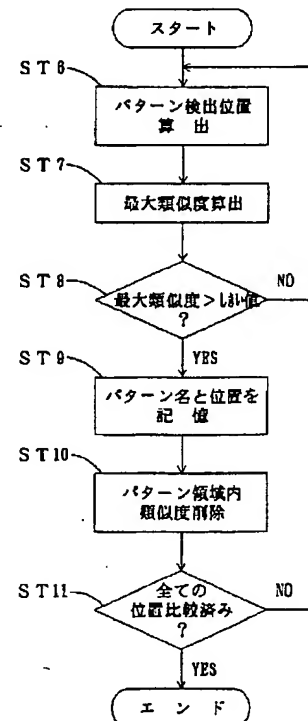 スタート
ST6
パターン検出位置
算出
ST7
最大類似度算出
ST8
最大類似度>しきい値
?
NO
YES
ST9
パターン名と位置を
記憶
ST10
パターン領域内
類似度削除
ST11
全ての
位置比較済み
?
NO
YES
エンド